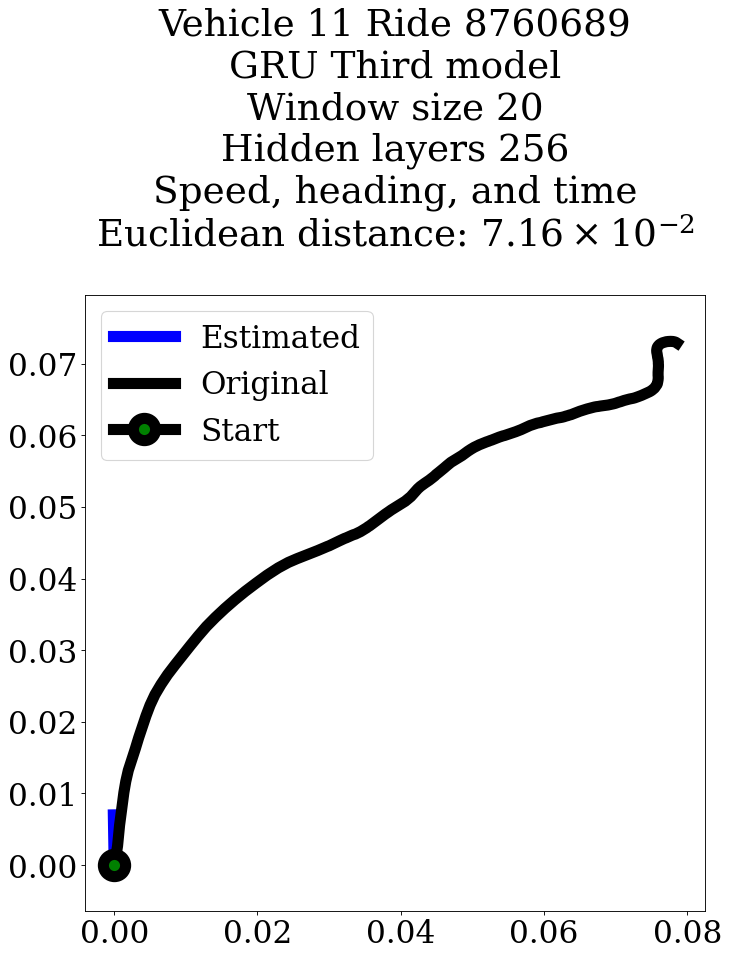 Vehicle 11 Ride 8760689
GRU Third model
Window size 20
Hidden layers 256
Speed, heading, and time
Euclidean distance: 7.16 × 10⁻²
Estimated
Original
Start
0.07
0.06
0.05
0.04
0.03
0.02
0.01
0.00
0.00 0.02 0.04 0.06 0.08